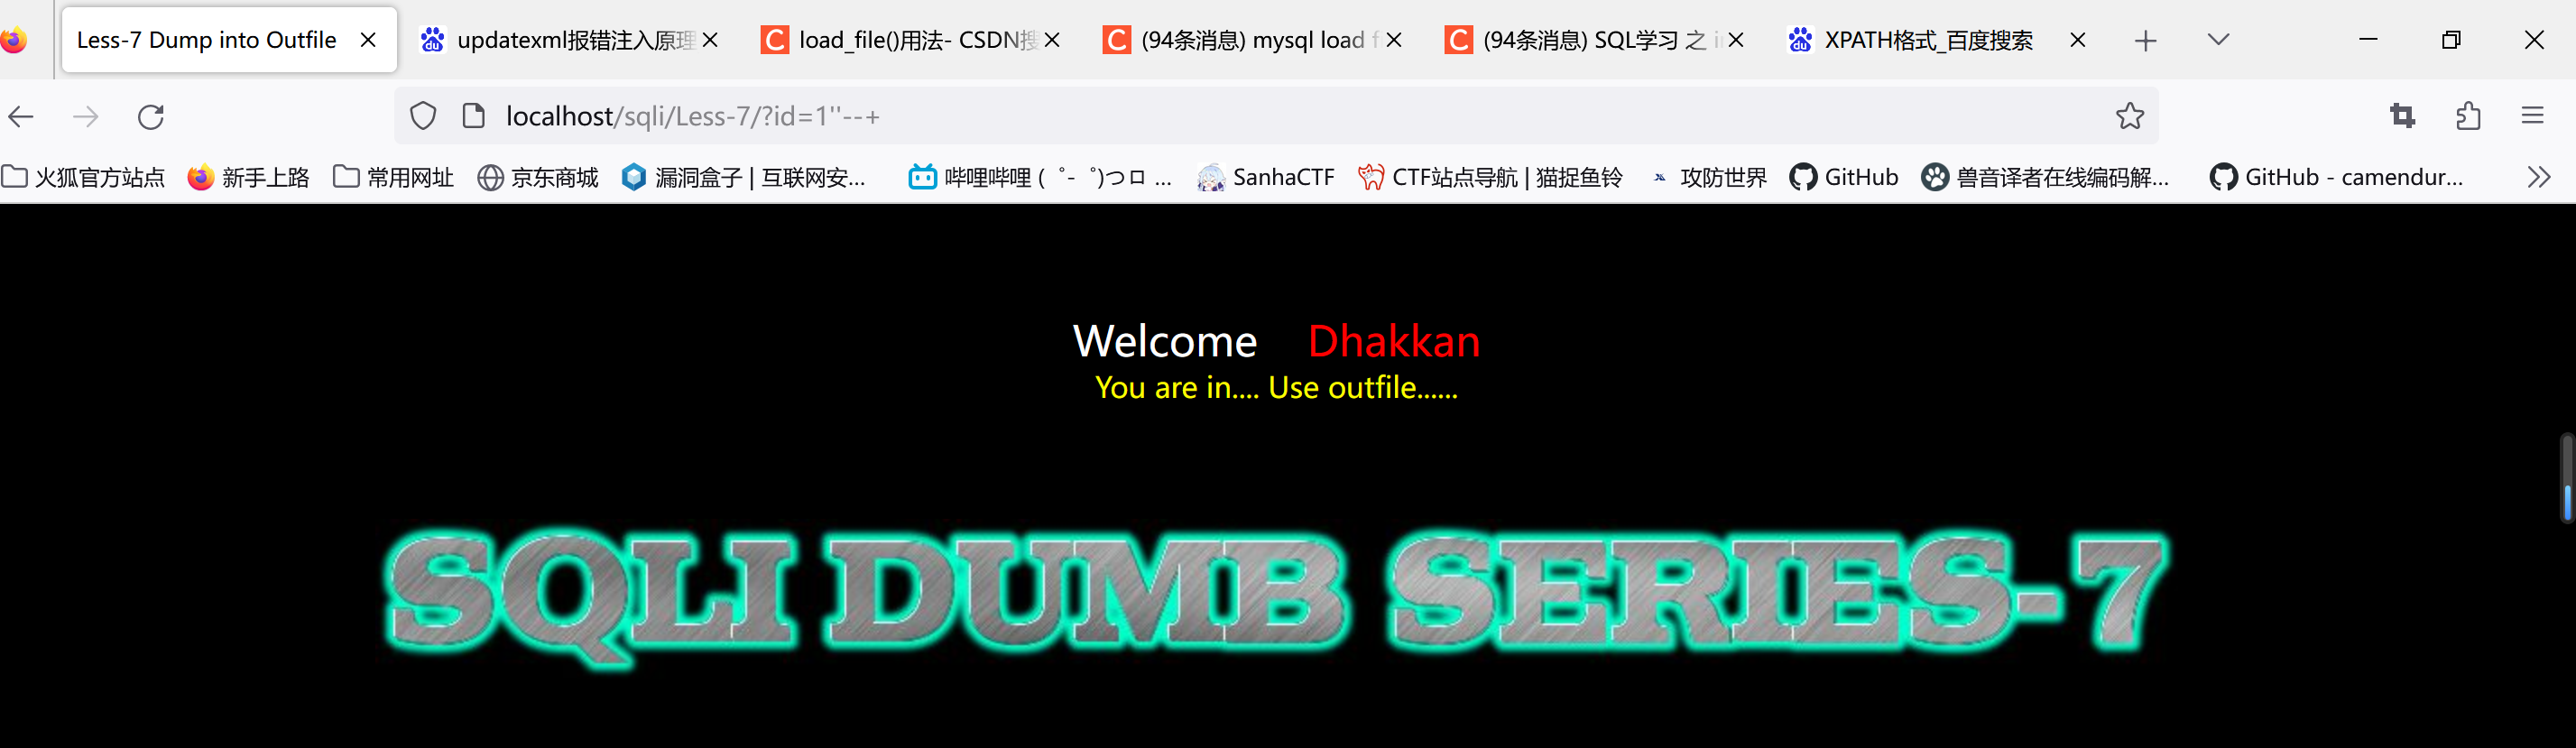 Less-7 Dump into Outfile
updatexml报错注入原理
load_file()用法- CSDN搜
(94条消息) mysql load f
(94条消息) SQL学习 之 i
XPATH格式_百度搜索
localhost/sqli/Less-7/?id=1''--+
火狐官方站点 新手上路 常用网址 京东商城 漏洞盒子 | 互联网安... 哔哩哔哩 (゜-゜)つロ ... SanhaCTF CTF站点导航 | 猫捉鱼铃 攻防世界 GitHub 兽音译者在线编码解... GitHub - camendur...
Welcome Dhakkan
You are in.... Use outfile......
SQLI DUMB SERIES-7